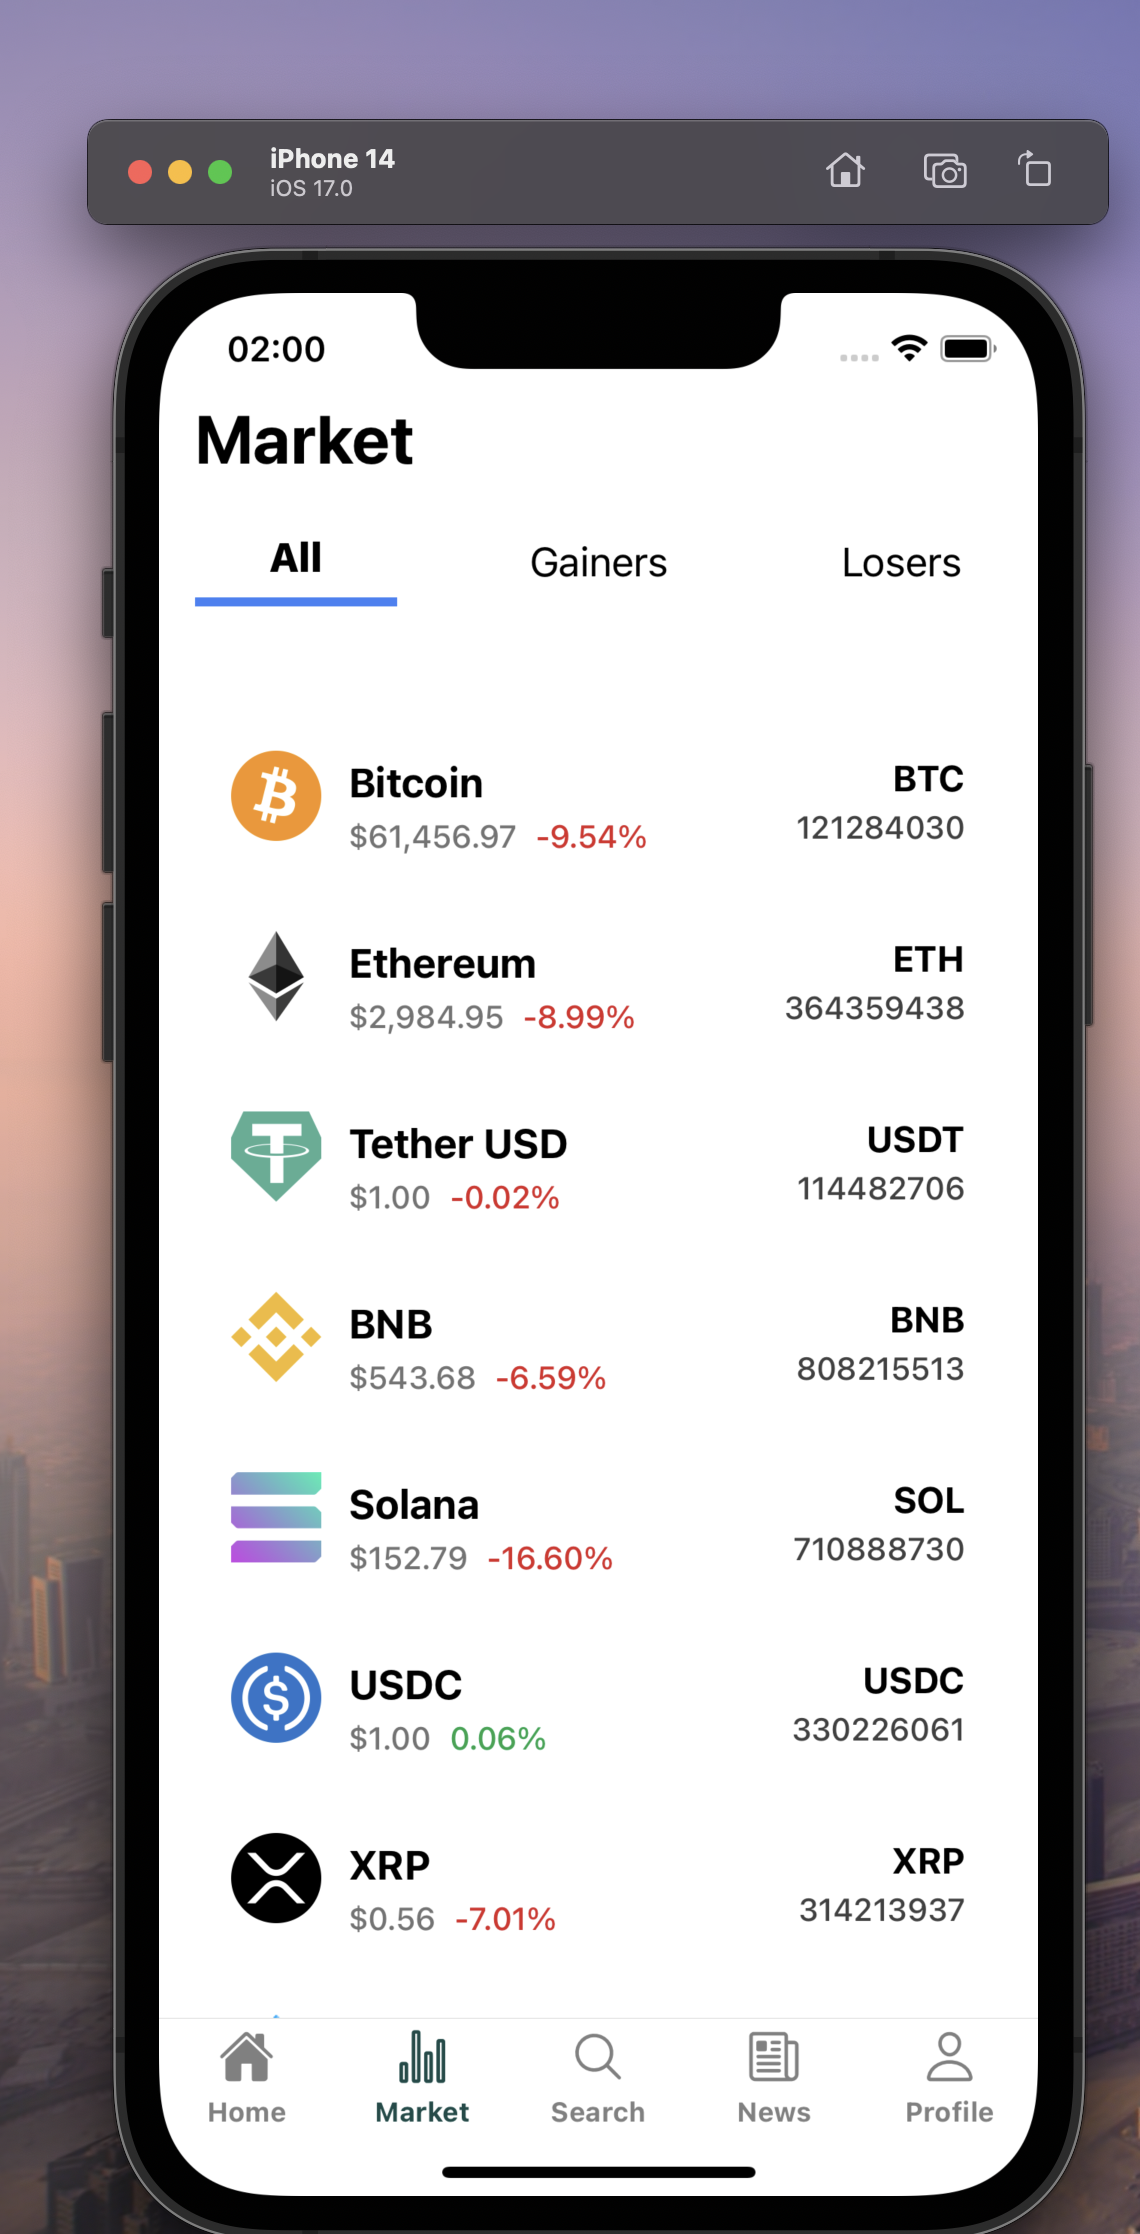 iPhone 14
iOS 17.0
02:00
Market
All Gainers Losers
Bitcoin BTC
$61,456.97 -9.54% 121284030
Ethereum ETH
$2,984.95 -8.99% 364359438
Tether USD USDT
$1.00 -0.02% 114482706
BNB BNB
$543.68 -6.59% 808215513
Solana SOL
$152.79 -16.60% 710888730
USDC USDC
$1.00 0.06% 330226061
XRP XRP
$0.56 -7.01% 314213937
Home Market Search News Profile